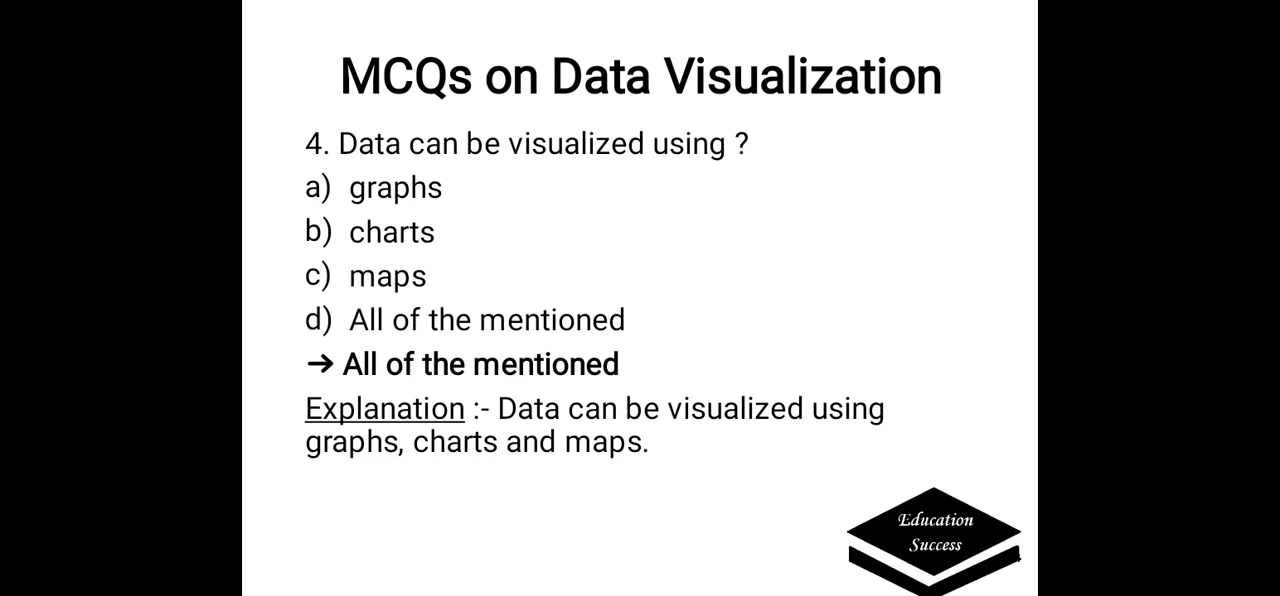 MCQs on Data Visualization
4. Data can be visualized using ?
a) graphs
b) charts
c) maps
d) All of the mentioned
→ All of the mentioned
Explanation :- Data can be visualized using
graphs, charts and maps.
Education
Success